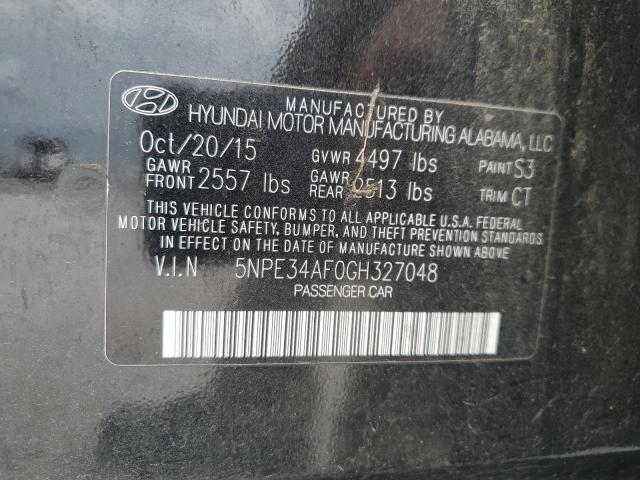 MANUFACTURED BY
HYUNDAI MOTOR MANUFACTURING ALABAMA, LLC
Oct/20/15 GVWR 4497 lbs PAINT S3
GAWR FRONT 2557 lbs GAWR REAR 2513 lbs TRIM CT
THIS VEHICLE CONFORMS TO ALL APPLICABLE U.S.A. FEDERAL
MOTOR VEHICLE SAFETY, BUMPER, AND THEFT PREVENTION STANDARDS
IN EFFECT ON THE DATE OF MANUFACTURE SHOWN ABOVE
V.I.N 5NPE34AF0GH327048
PASSENGER CAR